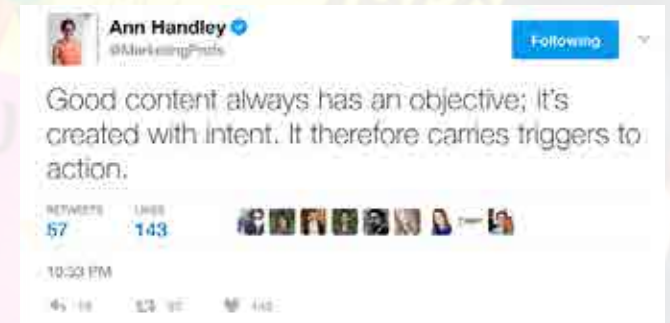 Ann Handley
@MarketingProfs
Following
Good content always has an objective; it's
created with intent. It therefore carries triggers to
action.
RETWEETS LIKES
57 143
10:53 PM